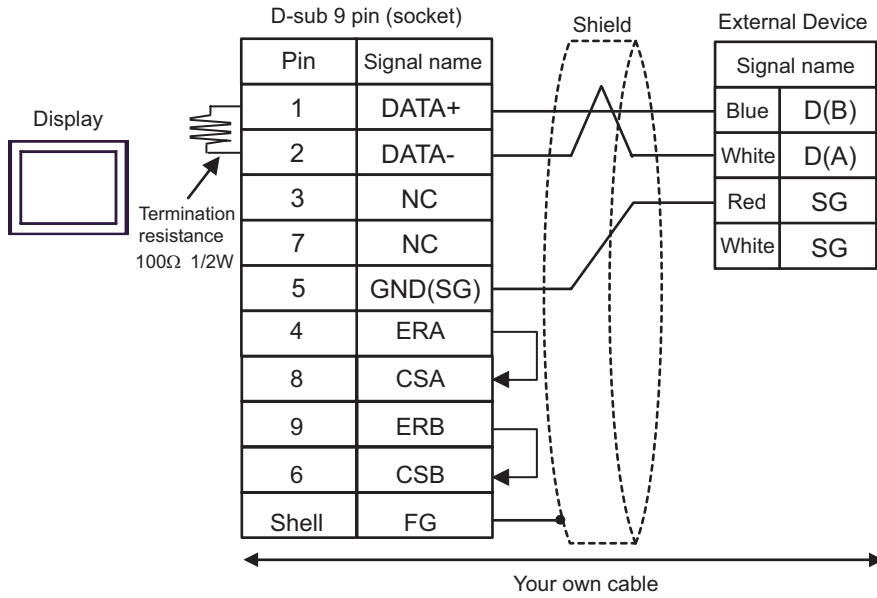 D-sub 9 pin (socket)
Shield
External Device
Display
Termination
resistance
100Ω 1/2W
Pin Signal name
1 DATA+
2 DATA-
3 NC
7 NC
5 GND(SG)
4 ERA
8 CSA
9 ERB
6 CSB
Shell FG
Signal name
Blue D(B)
White D(A)
Red SG
White SG
Your own cable